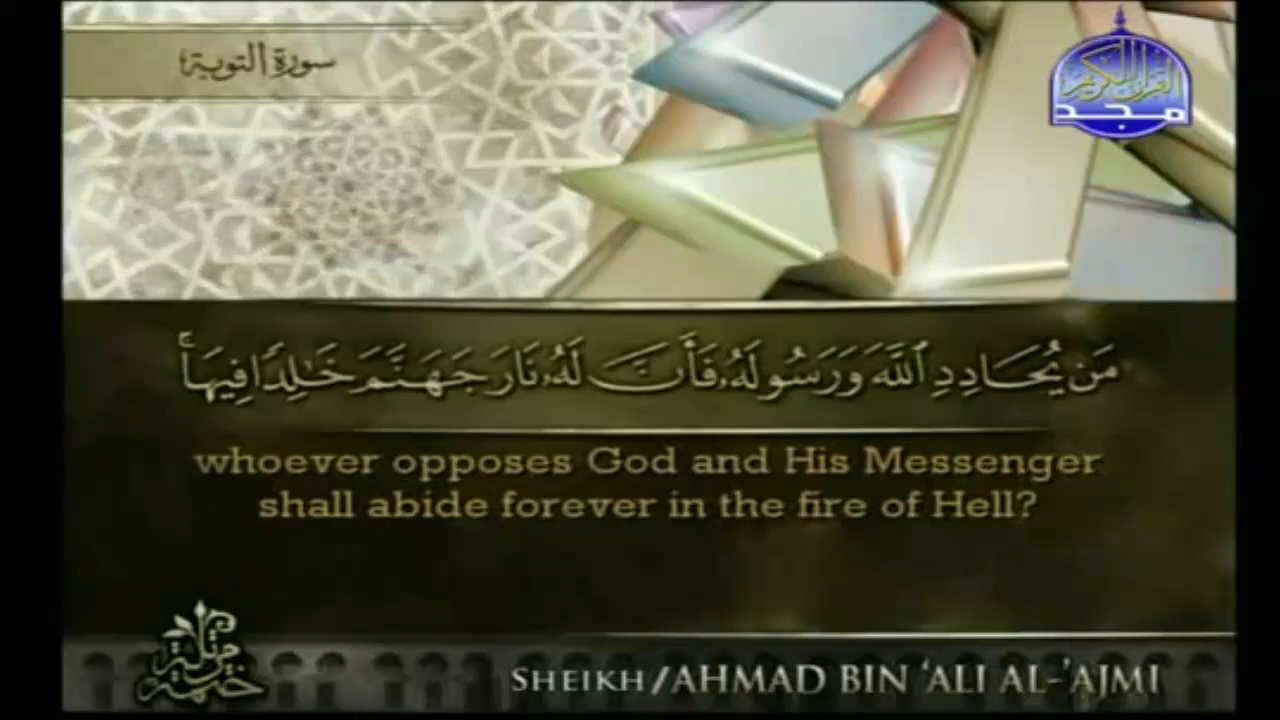 سورة التوبة
القرآن الكريم
مجد
مَن يُحَادِدِ ٱللَّهَ وَرَسُولَهُۥ فَأَنَّ لَهُۥ نَارَ جَهَنَّمَ خَٰلِدًا فِيهَا ۚ
whoever opposes God and His Messenger
shall abide forever in the fire of Hell?
ختمة مرتلة
SHEIKH/AHMAD BIN ‘ALI AL-’AJMI